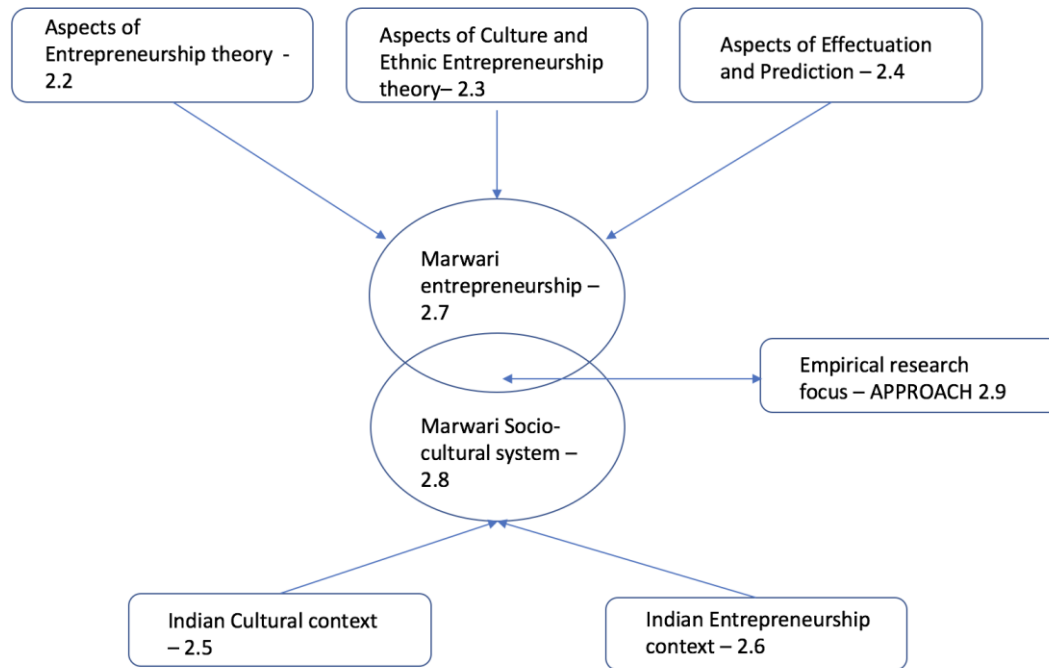 Aspects of
Entrepreneurship theory -
2.2
Aspects of Culture and
Ethnic Entrepreneurship
theory– 2.3
Aspects of Effectuation
and Prediction – 2.4
Marwari
entrepreneurship –
2.7
Empirical research
focus – APPROACH 2.9
Marwari Socio-
cultural system –
2.8
Indian Cultural context
– 2.5
Indian Entrepreneurship
context – 2.6